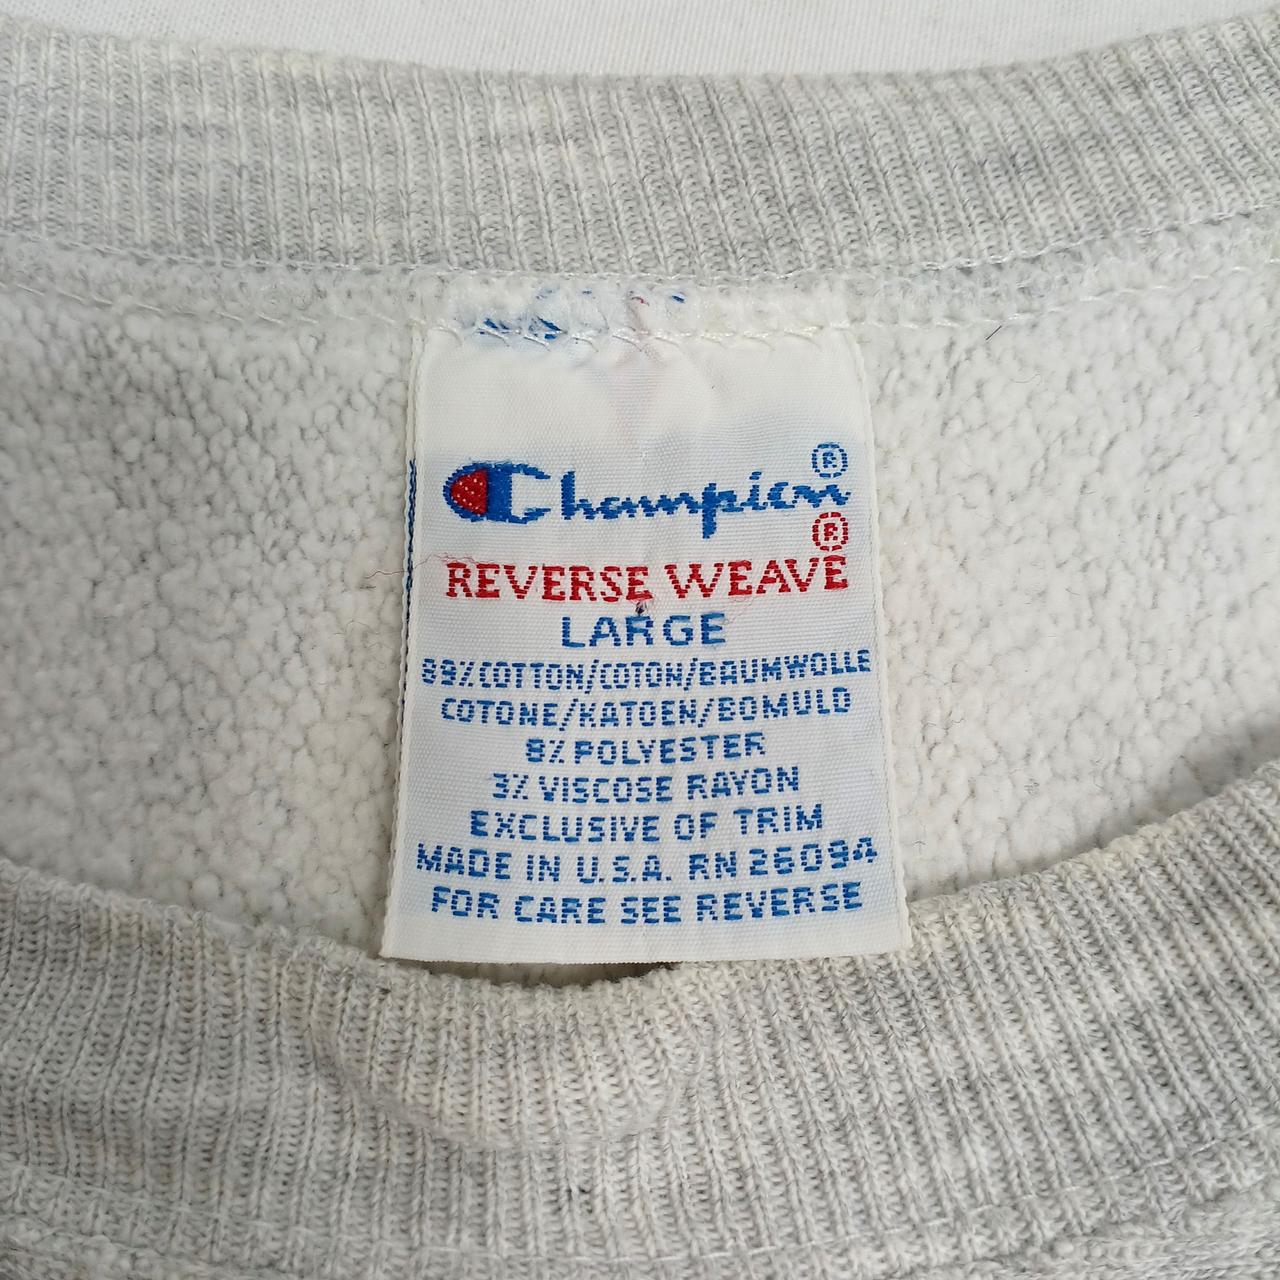 Champion®
REVERSE WEAVE®
LARGE
89% COTTON/COTON/BAUMWOLLE
COTONE/KATOEN/BOMULD
8% POLYESTER
3% VISCOSE RAYON
EXCLUSIVE OF TRIM
MADE IN U.S.A. RN 26094
FOR CARE SEE REVERSE